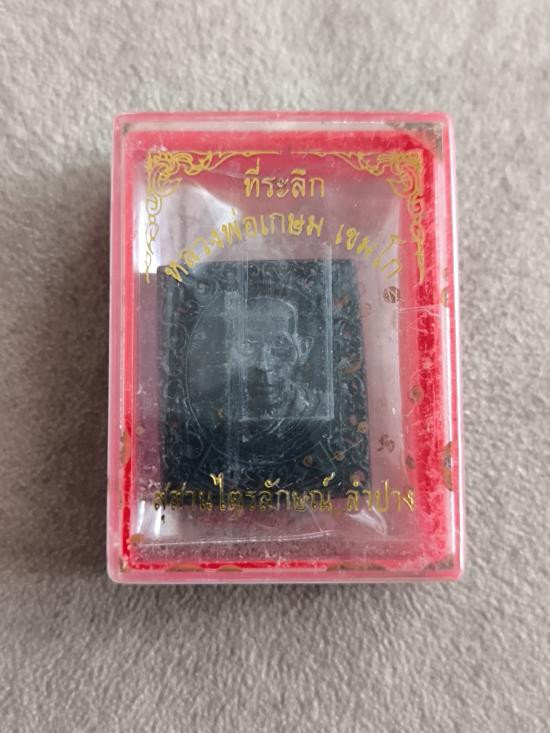 ที่ระลึก
หลวงพ่อเกษม เขมโก
สุสานไตรลักษณ์ ลำปาง